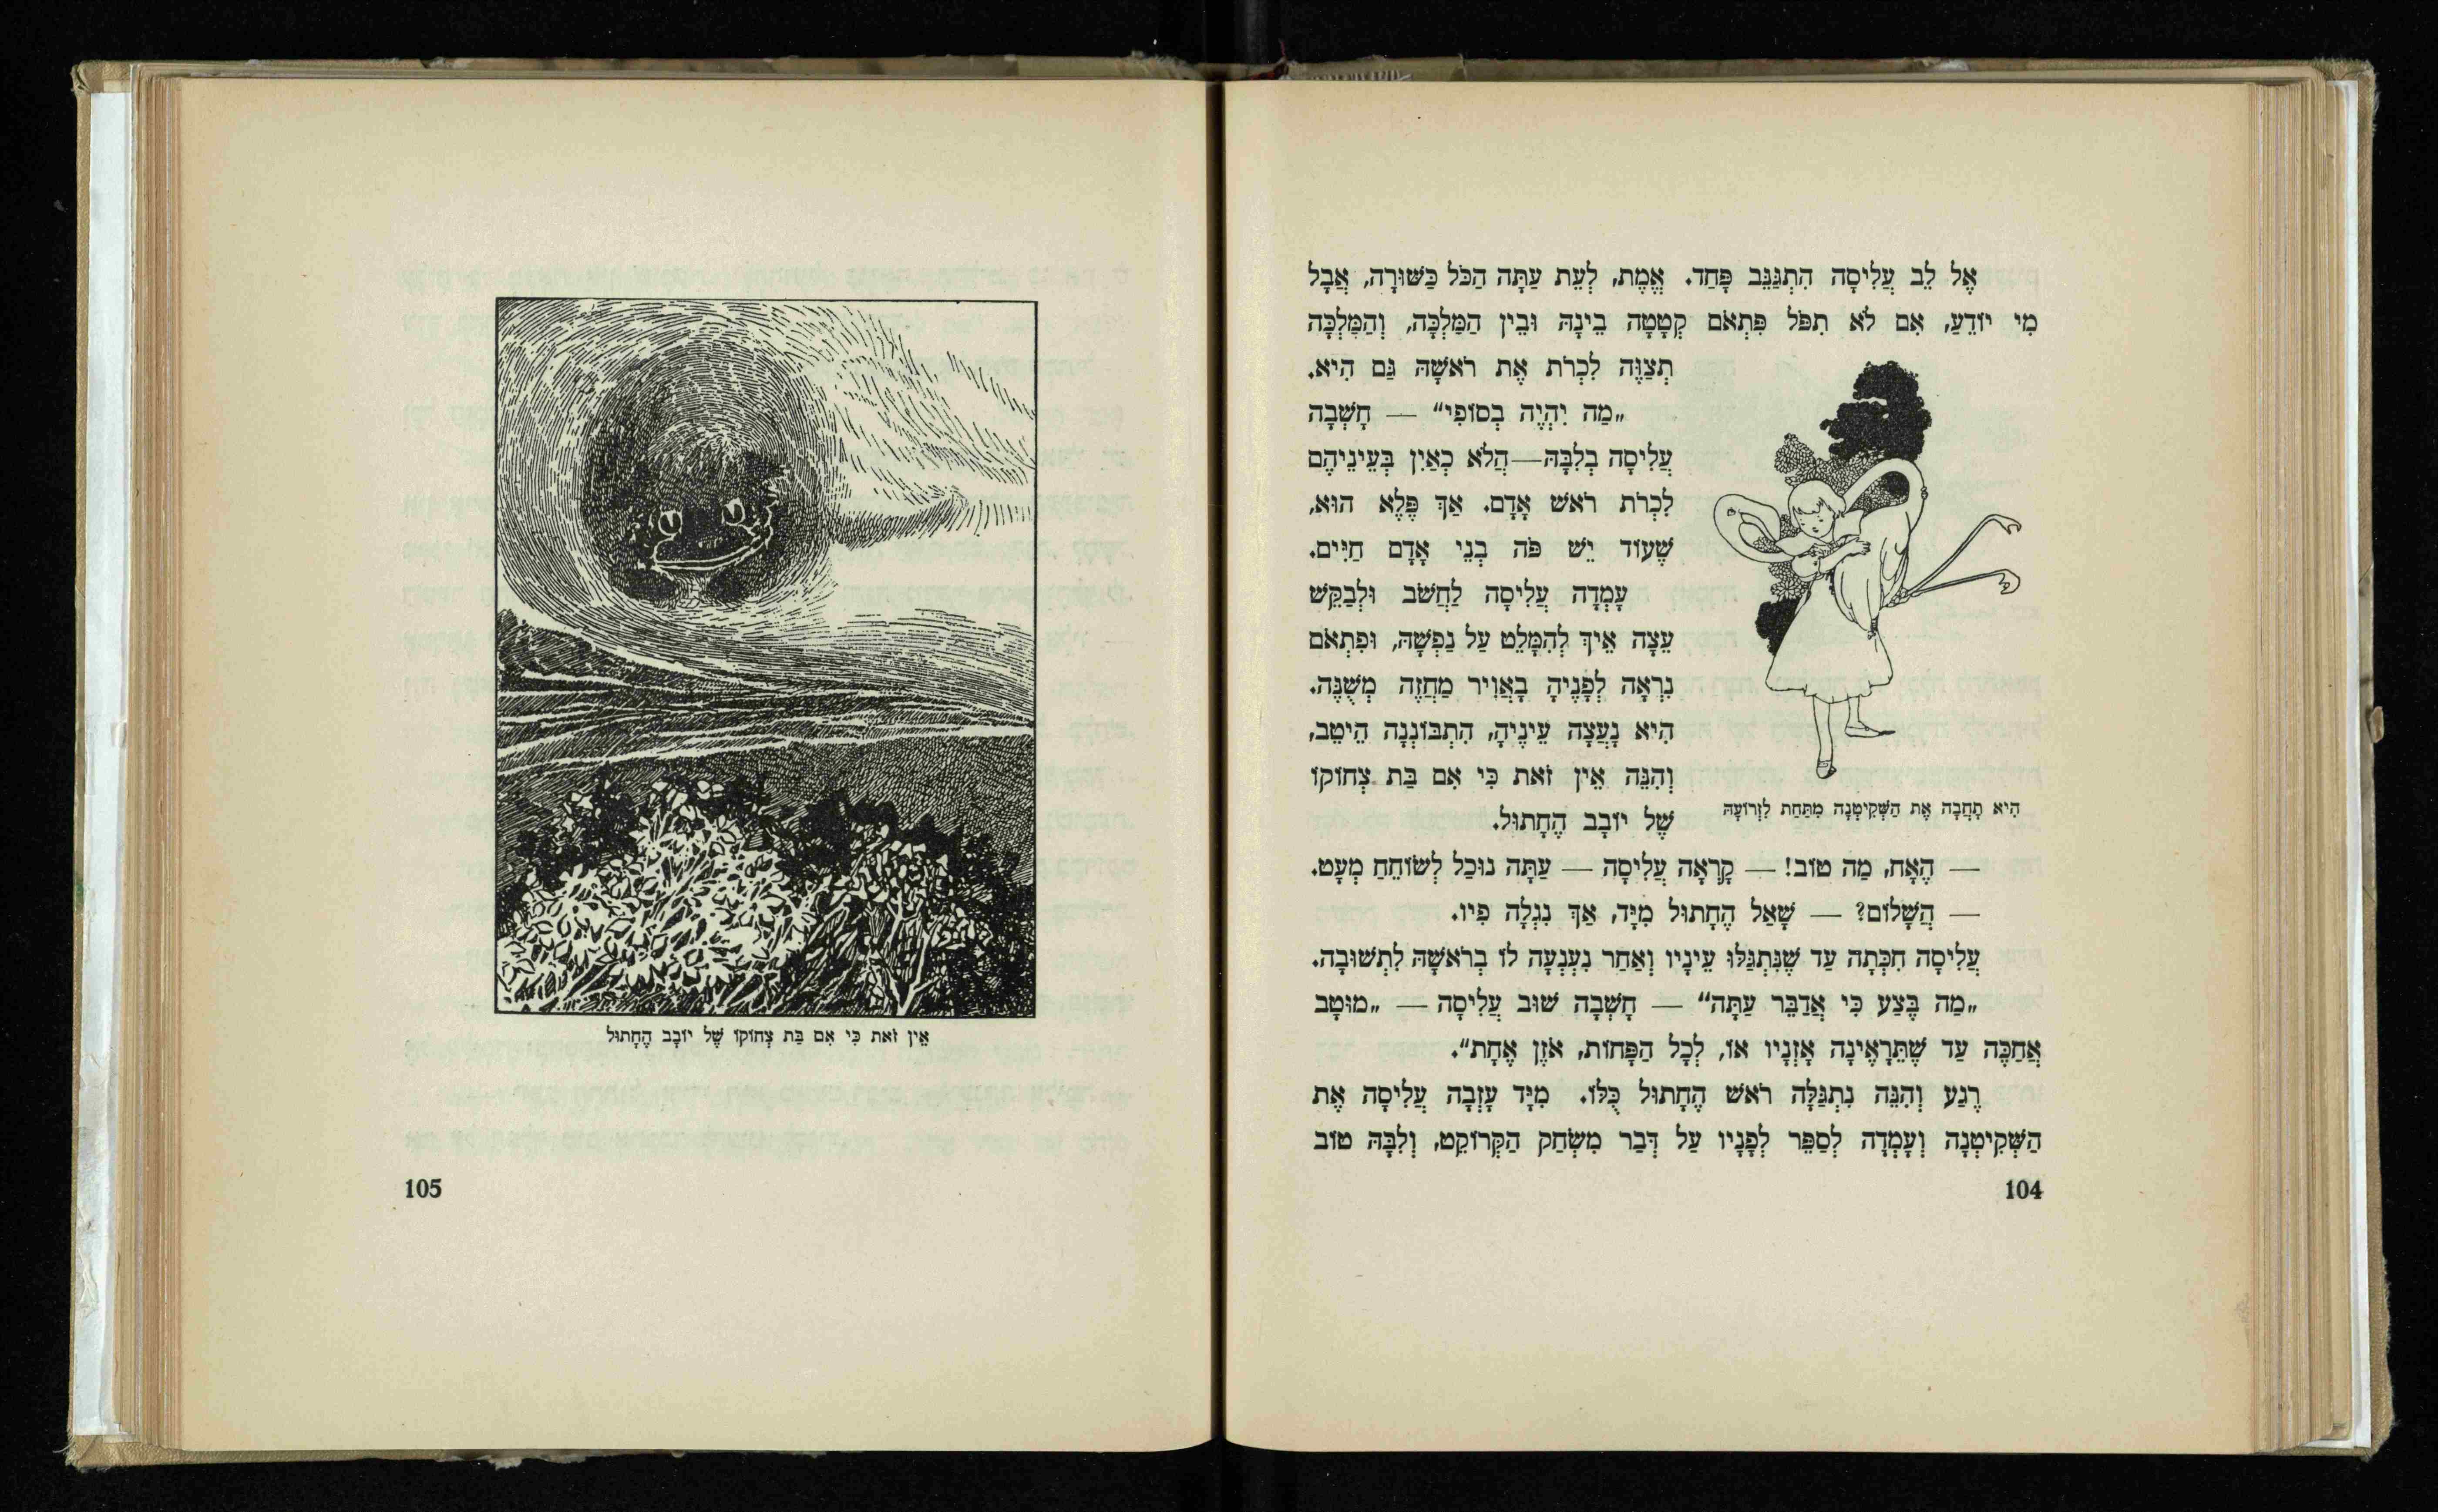 אֶל לֵב עֲלִיסָה הִתְגַּנֵּב פָּחַד. אֱמֶת, לְעֵת עַתָּה הַכֹּל כַּשּׁוּרָה, אֲבָל
מִי יוֹדֵעַ, אִם לֹא תִפֹּל פִּתְאֹם קְטָטָה בֵּינָהּ וּבֵין הַמַּלְכָּה, וְהַמַּלְכָּה
תְצַוֶּה לִכְרֹת אֶת רֹאשָׁהּ גַּם הִיא.
„מַה יִּהְיֶה בְסוֹפִי“ — חָשְׁבָה
עֲלִיסָה בְלִבָּהּ—הֲלֹא כְאַיִן בְּעֵינֵיהֶם
לִכְרֹת רֹאשׁ אָדָם. אַךְ פֶּלֶא הוּא,
שֶׁעוֹד יֵשׁ פֹּה בְנֵי אָדָם חַיִּים.
עָמְדָה עֲלִיסָה לַחֲשֹׁב וּלְבַקֵּשׁ
עֵצָה אֵיךְ לְהִמָּלֵט עַל נַפְשָׁהּ, וּפִתְאֹם
נִרְאָה לְפָנֶיהָ בָאֲוִיר מַחֲזֶה מְשֻׁנֶּה.
הִיא נָעֲצָה עֵינֶיהָ, הִתְבּוֹנְנָה הֵיטֵב,
וְהִנֵּה אֵין זֹאת כִּי אִם בַּת צְחוֹקוֹ
שֶׁל יוֹבָב הֶחָתוּל.
הִיא תָחֲבָה אֶת הַשְּׁקִיטָנָה מִתַּחַת לִזְרוֹעָהּ
— הֶאָח, מַה טּוֹב! — קָרְאָה עֲלִיסָה — עַתָּה נוּכַל לְשׂוֹחֵחַ מְעָט.
— הֲשָׁלוֹם? — שָׁאַל הֶחָתוּל מִיָּד, אַךְ נִגְלָה פִיו.
עֲלִיסָה חִכְּתָה עַד שֶׁנִּתְגַּלּוּ עֵינָיו וְאַחַר נִעְנְעָה לוֹ בְרֹאשָׁהּ לִתְשׁוּבָה.
„מַה בֶּצַע כִּי אֲדַבֵּר עַתָּה“ — חָשְׁבָה שׁוּב עֲלִיסָה — „מוּטָב
אֲחַכֶּה עַד שֶׁתֵּרָאֶינָה אָזְנָיו אוֹ, לְכָל הַפָּחוֹת, אֹזֶן אֶחָת“.
רֶגַע וְהִנֵּה נִתְגַּלָּה רֹאשׁ הֶחָתוּל כֻּלּוֹ. מִיָּד עָזְבָה עֲלִיסָה אֶת
הַשְּׁקִיטָנָה וְעָמְדָה לְסַפֵּר לְפָנָיו עַל דְּבַר מִשְׂחַק הַקְּרוֹקֶט, וְלִבָּהּ טוֹב
104
אֵין זֹאת כִּי אִם בַּת צְחוֹקוֹ שֶׁל יוֹבָב הֶחָתוּל
105